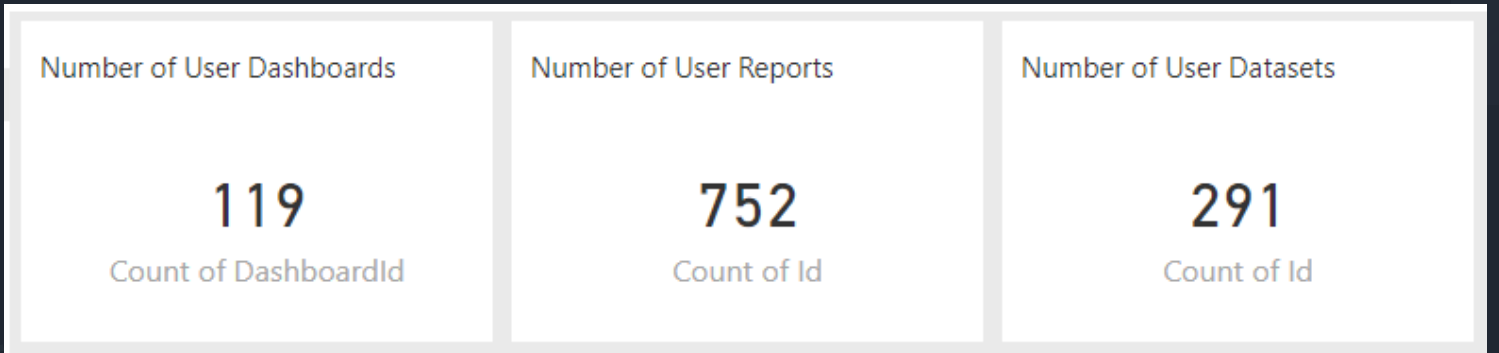 Number of User Dashboards
119
Count of DashboardId
Number of User Reports
752
Count of Id
Number of User Datasets
291
Count of Id